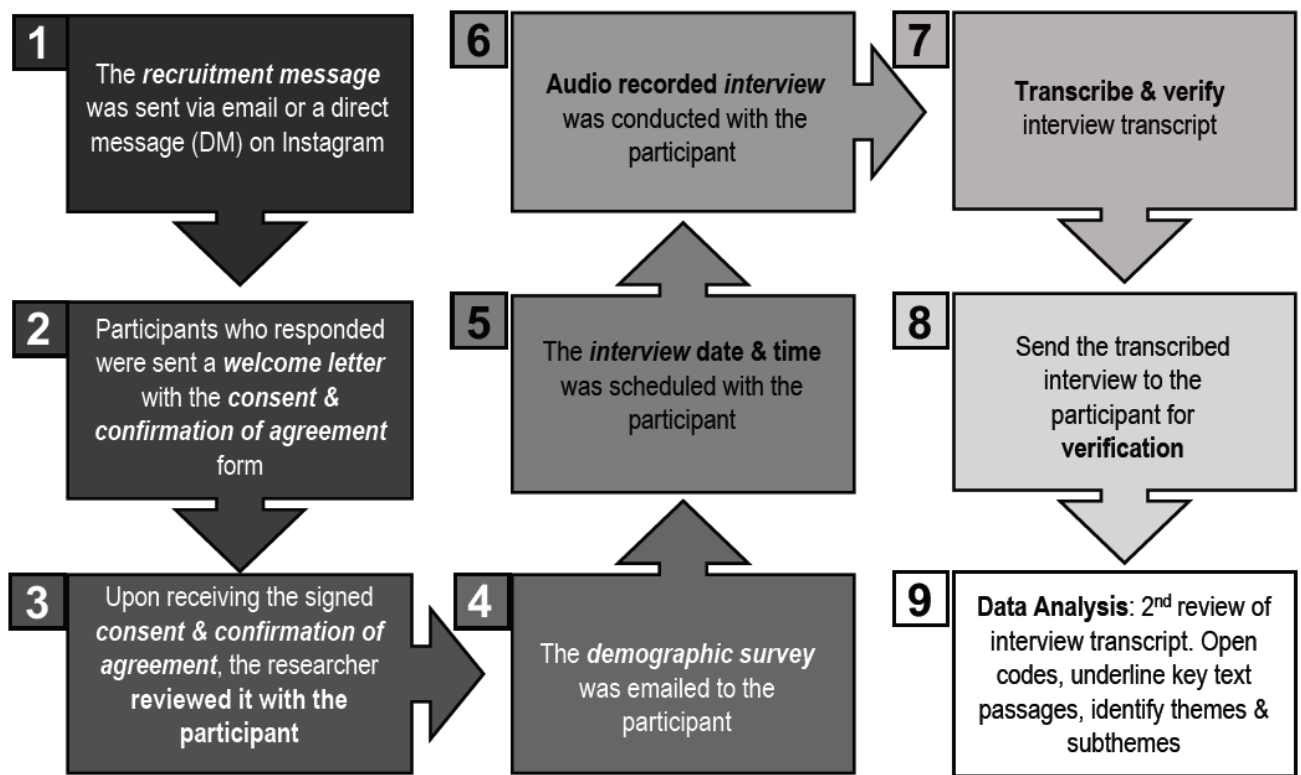 1
The recruitment message
was sent via email or a direct
message (DM) on Instagram
2
Participants who responded
were sent a welcome letter
with the consent &
confirmation of agreement
form
3
Upon receiving the signed
consent & confirmation of
agreement, the researcher
reviewed it with the
participant
4
The demographic survey
was emailed to the
participant
5
The interview date & time
was scheduled with the
participant
6
Audio recorded interview
was conducted with the
participant
7
Transcribe & verify
interview transcript
8
Send the transcribed
interview to the
participant for
verification
9
Data Analysis: 2nd review of
interview transcript. Open
codes, underline key text
passages, identify themes &
subthemes